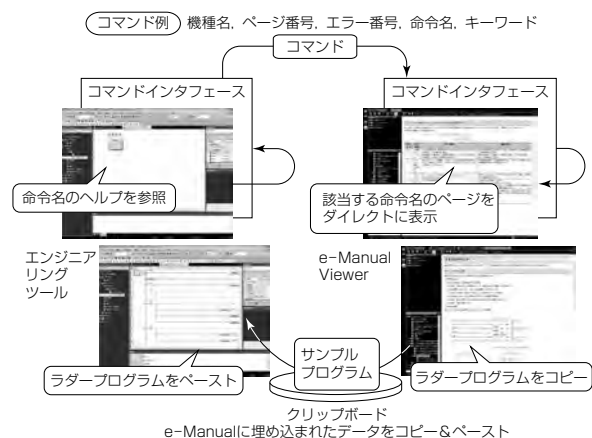 コマンド例 機種名, ページ番号, エラー番号, 命令名, キーワード
コマンド
コマンドインタフェース
コマンドインタフェース
命令名のヘルプを参照
該当する命令名のページを
ダイレクトに表示
エンジニア
リング
ツール
e-Manual
Viewer
サンプル
プログラム
ラダープログラムをペースト
ラダープログラムをコピー
クリップボード
e-Manualに埋め込まれたデータをコピー&ペースト